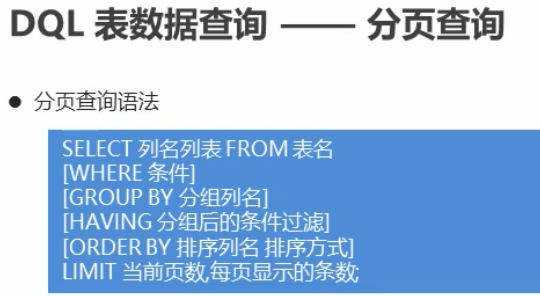 DQL 表数据查询 —— 分页查询
● 分页查询语法
SELECT 列名列表 FROM 表名
[WHERE 条件]
[GROUP BY 分组列名]
[HAVING 分组后的条件过滤]
[ORDER BY 排序列名 排序方式]
LIMIT 当前页数,每页显示的条数;